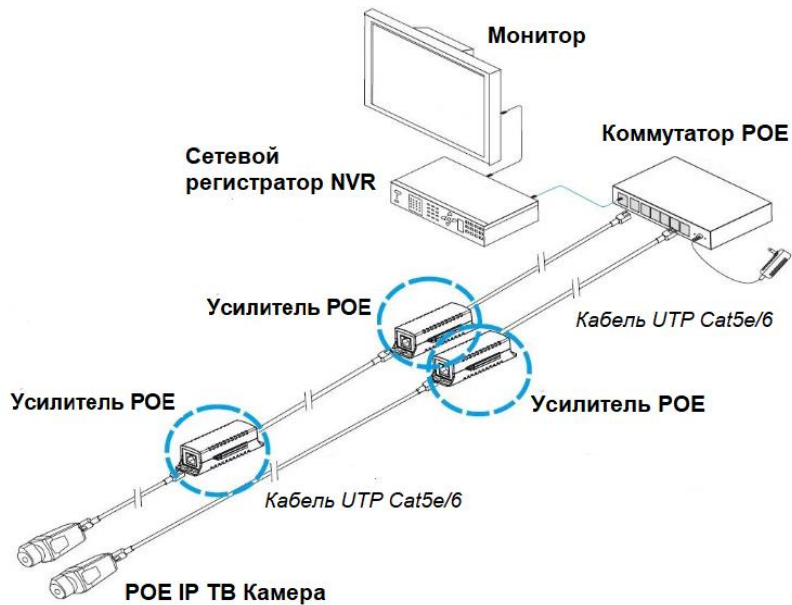 Монитор
Коммутатор POE
Сетевой
регистратор NVR
Усилитель POE
Кабель UTP Cat5e/6
Усилитель POE
Усилитель POE
Кабель UTP Cat5e/6
POE IP ТВ Камера